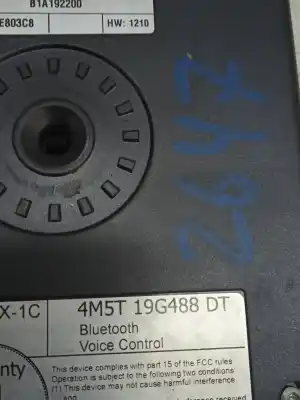 B1A192200
E803C8 HW: 1210
2647
X-1C 4M5T 19G488 DT
Bluetooth
Voice Control
nty
This device complies with part 15 of the FCC rules
Operation is subject to the following two conditions
(1) This device may not cause harmful interference